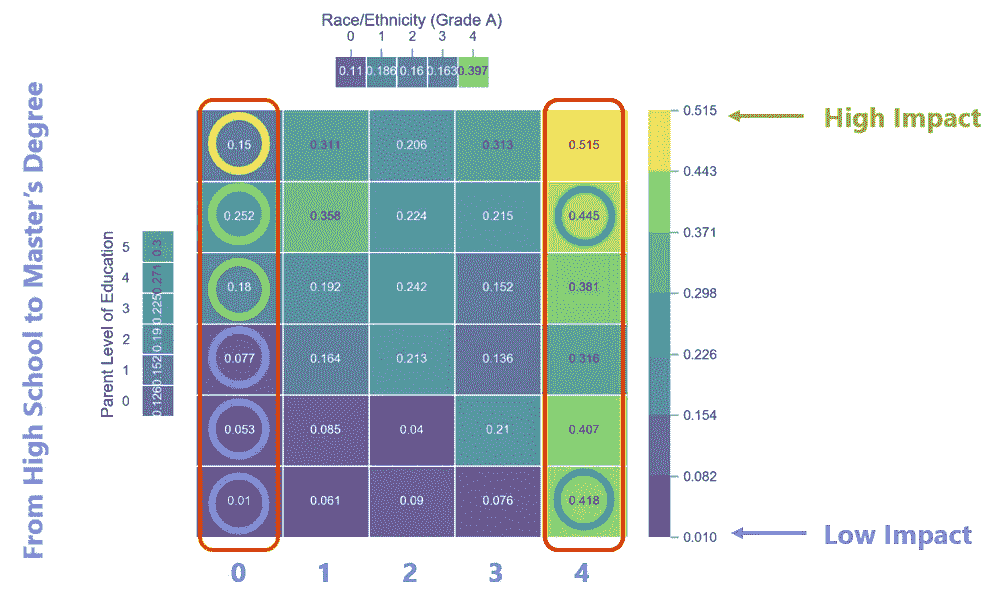 Race/Ethnicity (Grade A)
0 1 2 3 4
0.11 0.186 0.16 0.163 0.397
From High School to Master's Degree
Parent Level of Education
5 0.3
4 0.271
3 0.225
2 0.19
1 0.152
0 0.126
0.15 0.311 0.206 0.313 0.515
0.252 0.358 0.224 0.215 0.445
0.18 0.192 0.242 0.152 0.381
0.077 0.164 0.213 0.136 0.316
0.053 0.085 0.04 0.21 0.407
0.01 0.061 0.09 0.076 0.418
0 1 2 3 4
0.515
0.443
0.371
0.298
0.226
0.154
0.082
0.010
High Impact
Low Impact